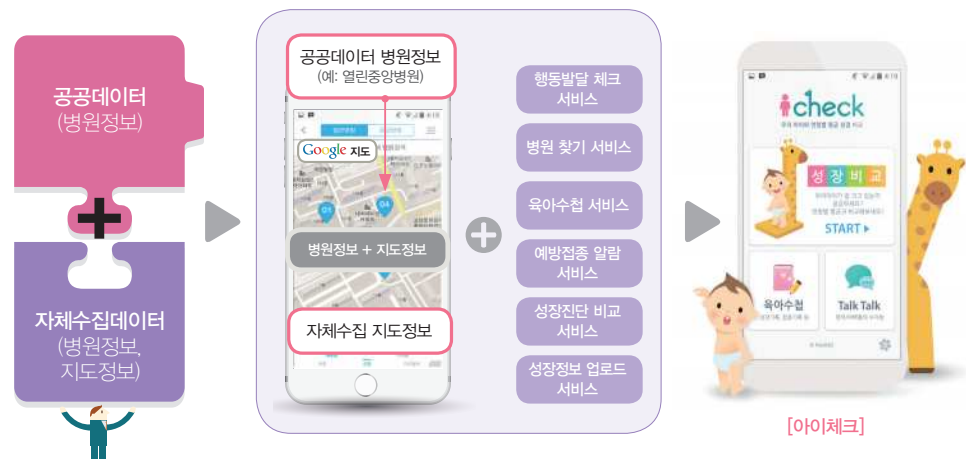 공공데이터
(병원정보)
자체수집데이터
(병원정보,
지도정보)
공공데이터 병원정보
(예: 열린중앙병원)
Google 지도
01
04
병원정보 + 지도정보
자체수집 지도정보
행동발달 체크
서비스
병원 찾기 서비스
육아수첩 서비스
예방접종 알람
서비스
성장진단 비교
서비스
성장정보 업로드
서비스
check
성장비교
START
육아수첩
Talk Talk
[아이체크]